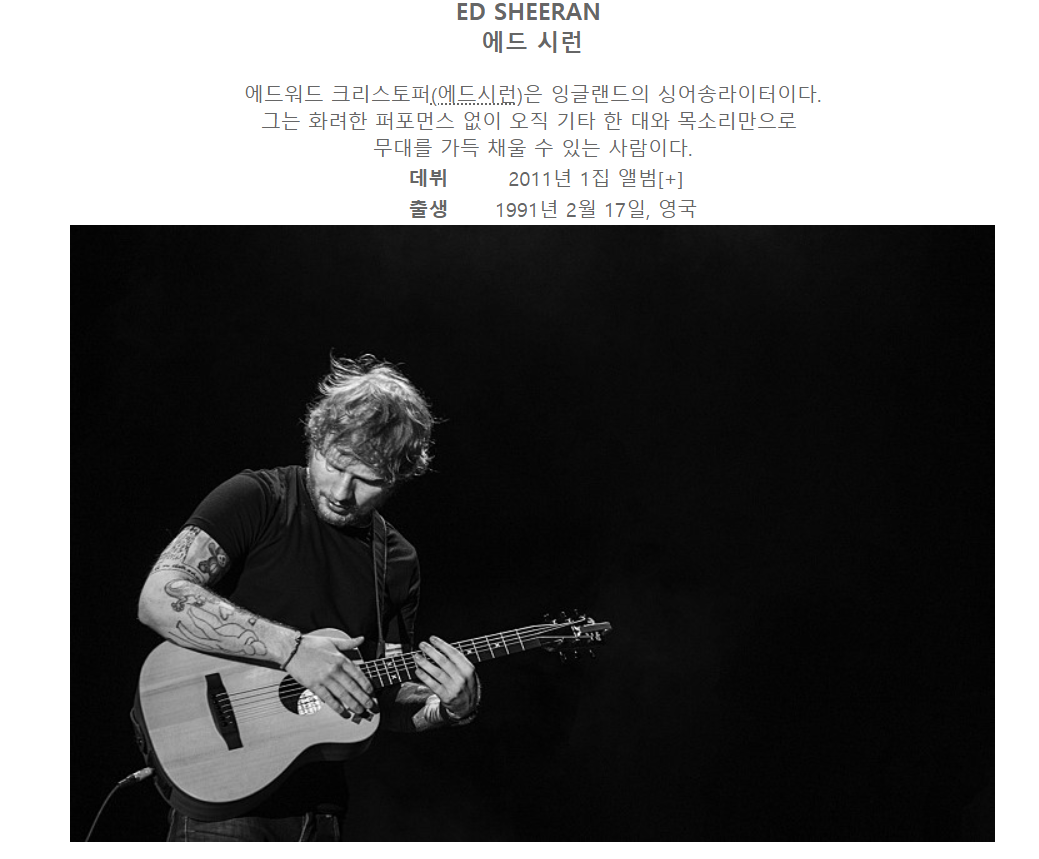 ED SHEERAN
에드 시런
에드워드 크리스토퍼(에드시런)은 잉글랜드의 싱어송라이터이다.
그는 화려한 퍼포먼스 없이 오직 기타 한 대와 목소리만으로
무대를 가득 채울 수 있는 사람이다.
데뷔 2011년 1집 앨범[+]
출생 1991년 2월 17일, 영국